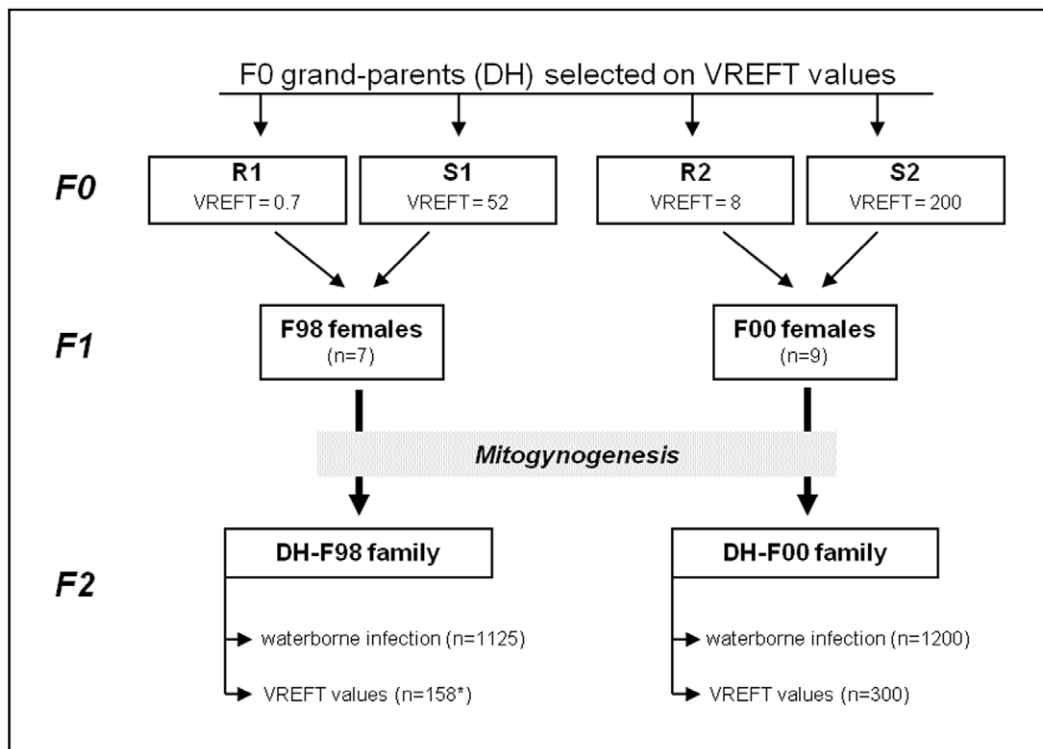 F0 grand-parents (DH) selected on VREFT values
F0
R1
VREFT = 0.7
S1
VREFT = 52
R2
VREFT = 8
S2
VREFT = 200
F1
F98 females
(n=7)
F00 females
(n=9)
Mitogynogenesis
F2
DH-F98 family
waterborne infection (n=1125)
VREFT values (n=158*)
DH-F00 family
waterborne infection (n=1200)
VREFT values (n=300)